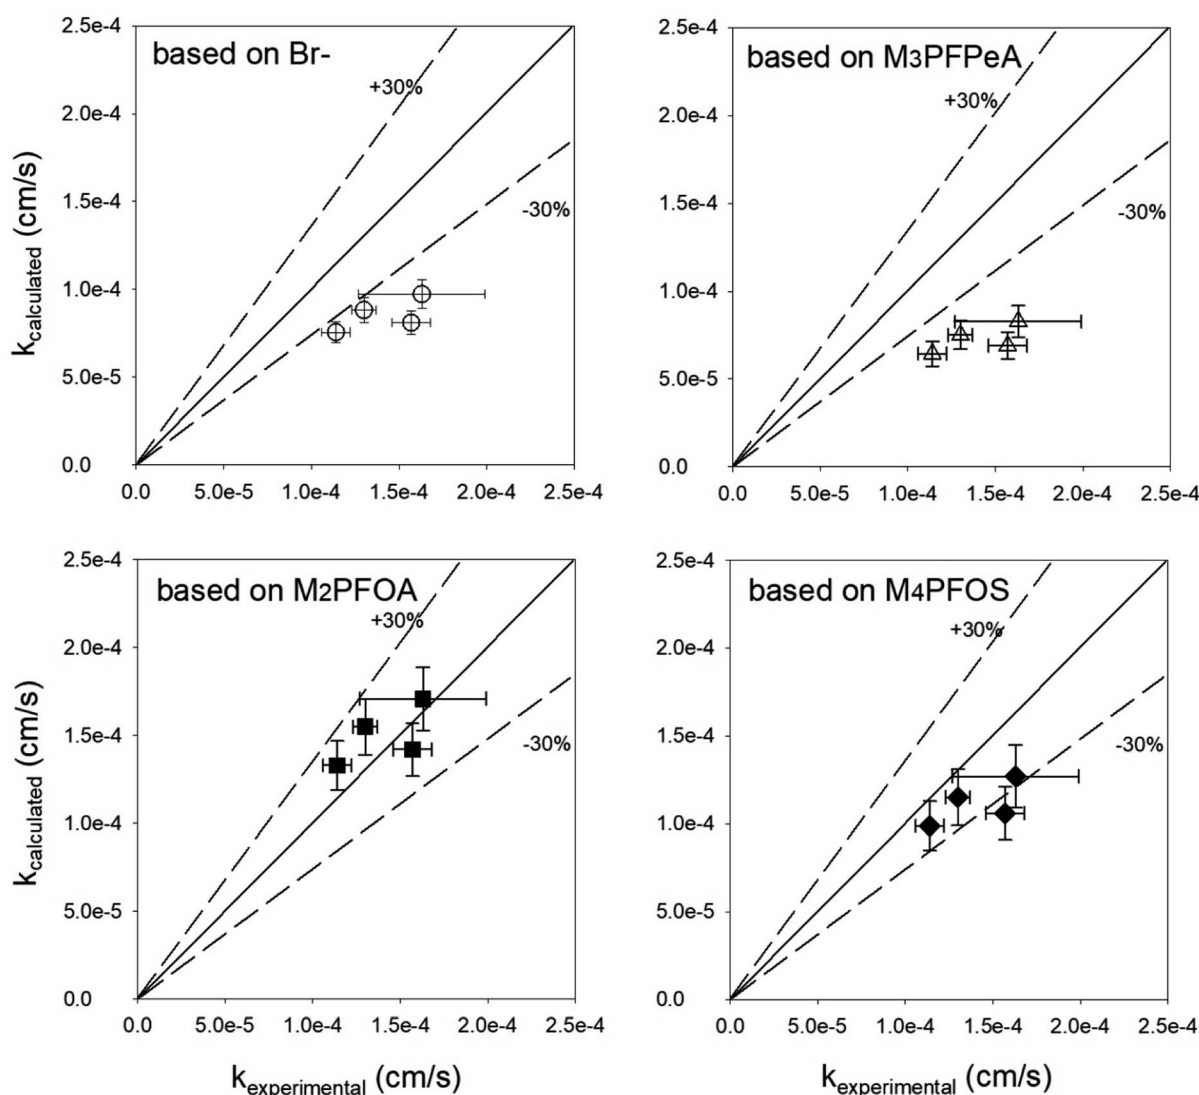 2.5e-4
based on Br-
+30%
2.0e-4
1.5e-4
-30%
1.0e-4
5.0e-5
0.0
kcalculated (cm/s)
0.0 5.0e-5 1.0e-4 1.5e-4 2.0e-4 2.5e-4
2.5e-4
based on M3PFPeA
+30%
2.0e-4
1.5e-4
-30%
1.0e-4
5.0e-5
0.0
0.0 5.0e-5 1.0e-4 1.5e-4 2.0e-4 2.5e-4
2.5e-4
based on M2PFOA
+30%
2.0e-4
1.5e-4
-30%
1.0e-4
5.0e-5
0.0
kcalculated (cm/s)
0.0 5.0e-5 1.0e-4 1.5e-4 2.0e-4 2.5e-4
kexperimental (cm/s)
2.5e-4
based on M4PFOS
+30%
2.0e-4
1.5e-4
-30%
1.0e-4
5.0e-5
0.0
0.0 5.0e-5 1.0e-4 1.5e-4 2.0e-4 2.5e-4
kexperimental (cm/s)